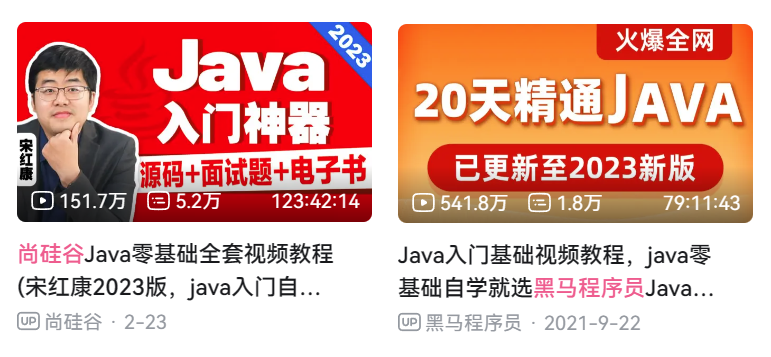 2023
Java
入门神器
宋红康
源码+面试题+电子书
151.7万 5.2万 123:42:14
尚硅谷Java零基础全套视频教程
(宋红康2023版，java入门自...
UP 尚硅谷 · 2-23
火爆全网
20天精通JAVA
已更新至2023新版
541.8万 1.8万 79:11:43
Java入门基础视频教程，java零
基础自学就选黑马程序员Java...
UP 黑马程序员 · 2021-9-22